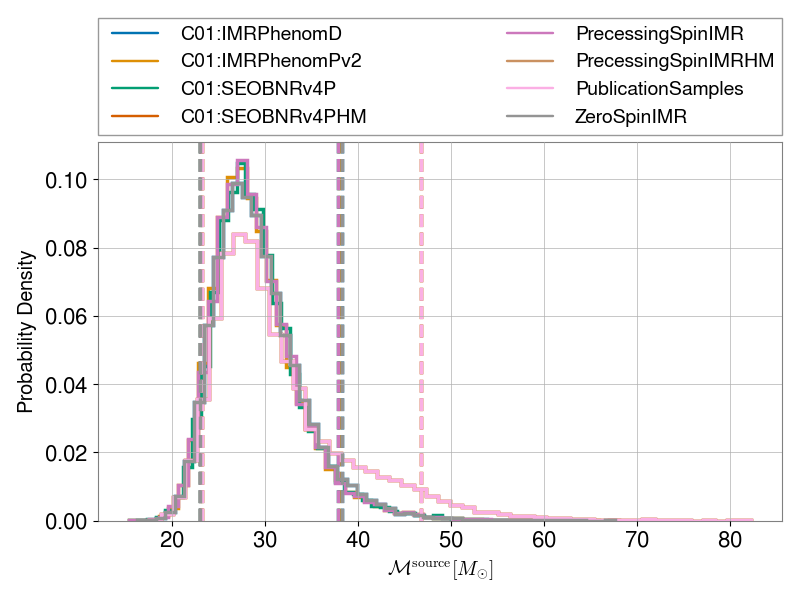 C01:IMRPhenomD
C01:IMRPhenomPv2
C01:SEOBNRv4P
C01:SEOBNRv4PHM
PrecessingSpinIMR
PrecessingSpinIMRHM
PublicationSamples
ZeroSpinIMR
Probability Density
0.10
0.08
0.06
0.04
0.02
0.00
20 30 40 50 60 70 80
ℳ^source [M_⊙]